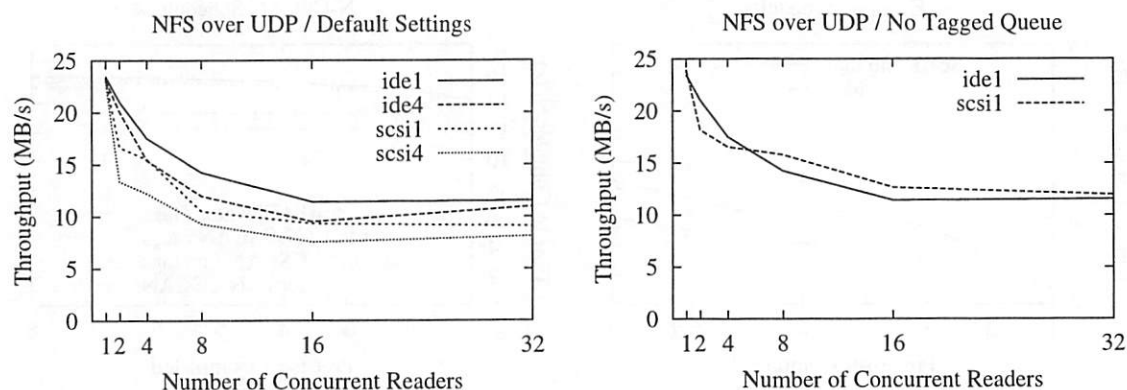 NFS over UDP / Default Settings
25
20
15
10
5
0
Throughput (MB/s)
ide1
ide4
scsi1
scsi4
1 2 4 8 16 32
Number of Concurrent Readers
NFS over UDP / No Tagged Queue
25
20
15
10
5
0
Throughput (MB/s)
ide1
scsi1
1 2 4 8 16 32
Number of Concurrent Readers